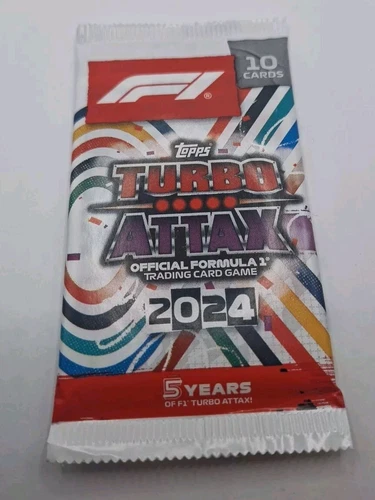 F1®
10
CARDS
Topps
TURBO
ATTAX
OFFICIAL FORMULA 1®
TRADING CARD GAME
2024
5 YEARS
OF F1® TURBO ATTAX!